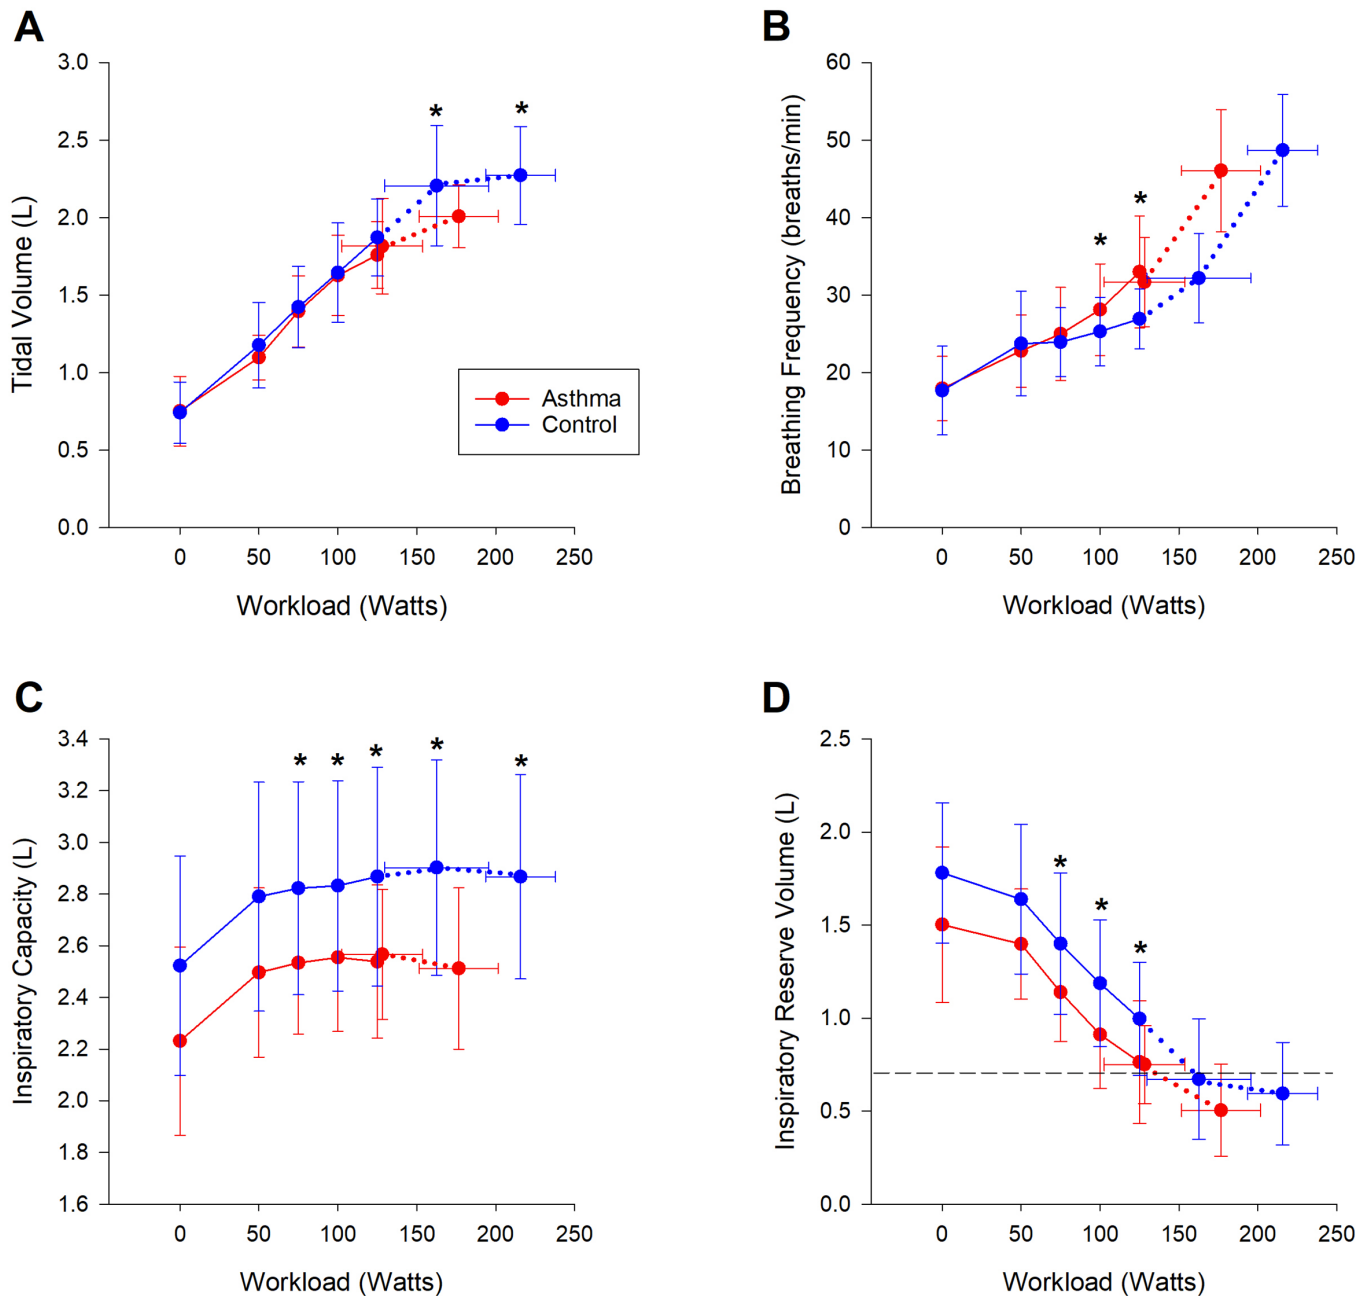 A
Tidal Volume (L)
3.0
2.5
2.0
1.5
1.0
0.5
0.0
* *
Asthma
Control
0 50 100 150 200 250
Workload (Watts)
B
Breathing Frequency (breaths/min)
60
50
40
30
20
10
0
* *
0 50 100 150 200 250
Workload (Watts)
C
Inspiratory Capacity (L)
3.4
3.2
3.0
2.8
2.6
2.4
2.2
2.0
1.8
1.6
* * * * *
0 50 100 150 200 250
Workload (Watts)
D
Inspiratory Reserve Volume (L)
2.5
2.0
1.5
1.0
0.5
0.0
* * *
0 50 100 150 200 250
Workload (Watts)